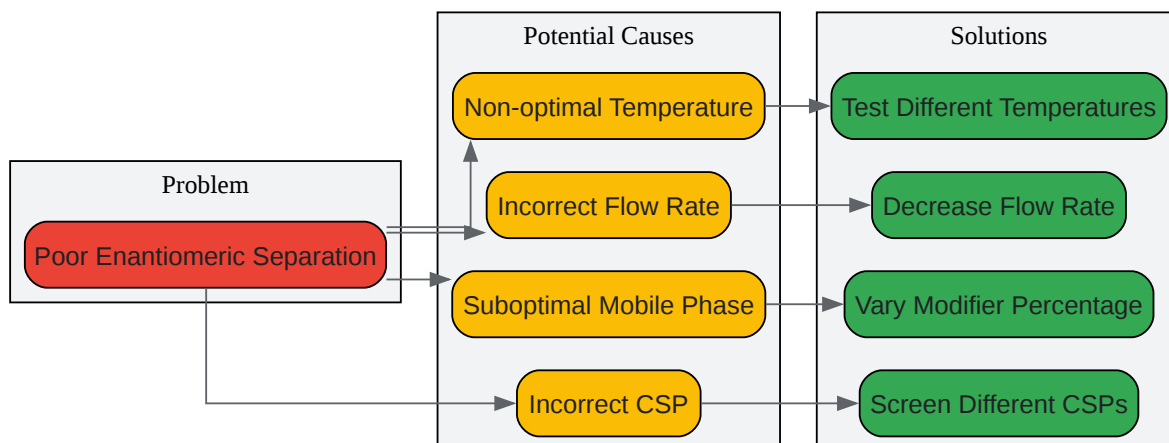 Problem
Poor Enantiomeric Separation
Potential Causes
Non-optimal Temperature
Incorrect Flow Rate
Suboptimal Mobile Phase
Incorrect CSP
Solutions
Test Different Temperatures
Decrease Flow Rate
Vary Modifier Percentage
Screen Different CSPs